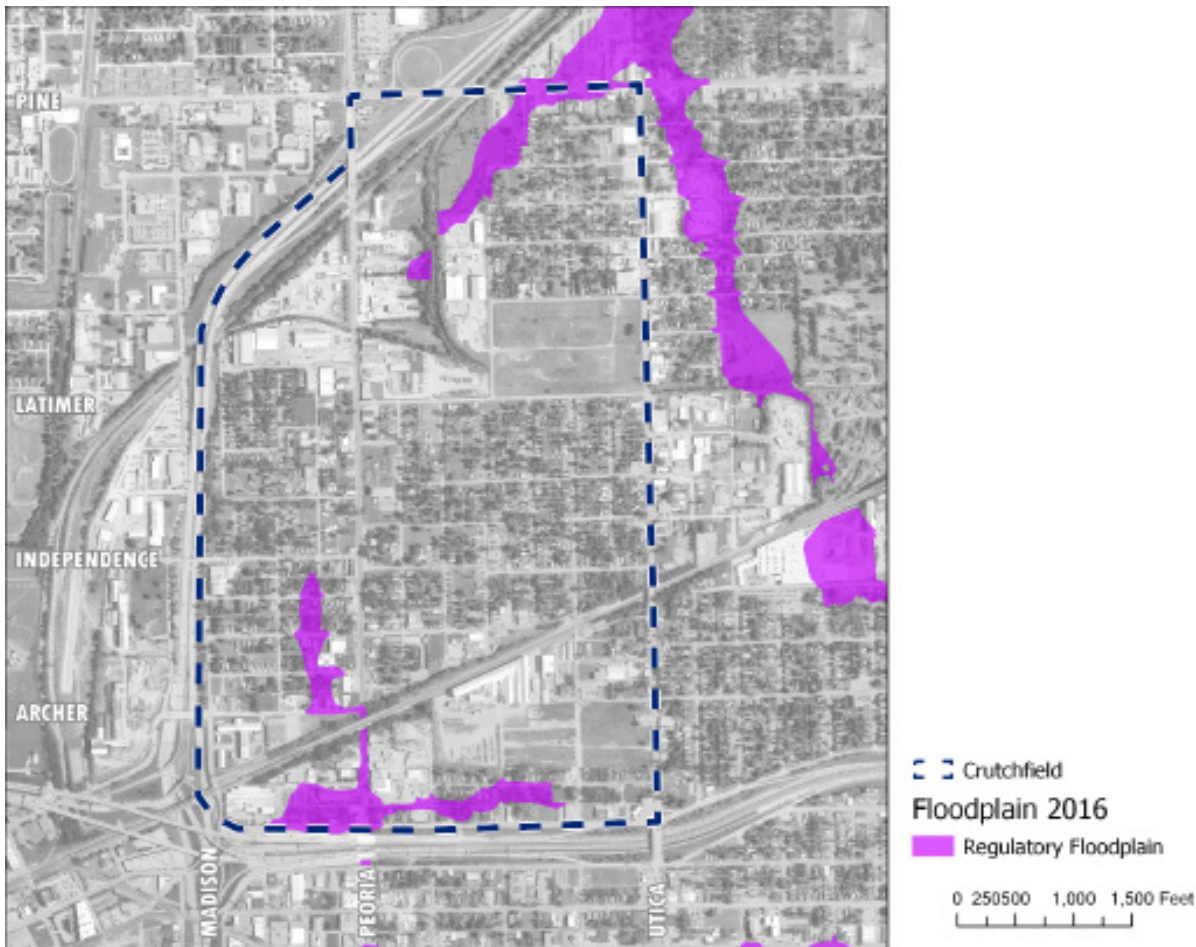 PINE
LATIMER
INDEPENDENCE
ARCHER
MADISON
PEORIA
UTICA
Crutchfield
Floodplain 2016
Regulatory Floodplain
0 250500 1,000 1,500 Feet